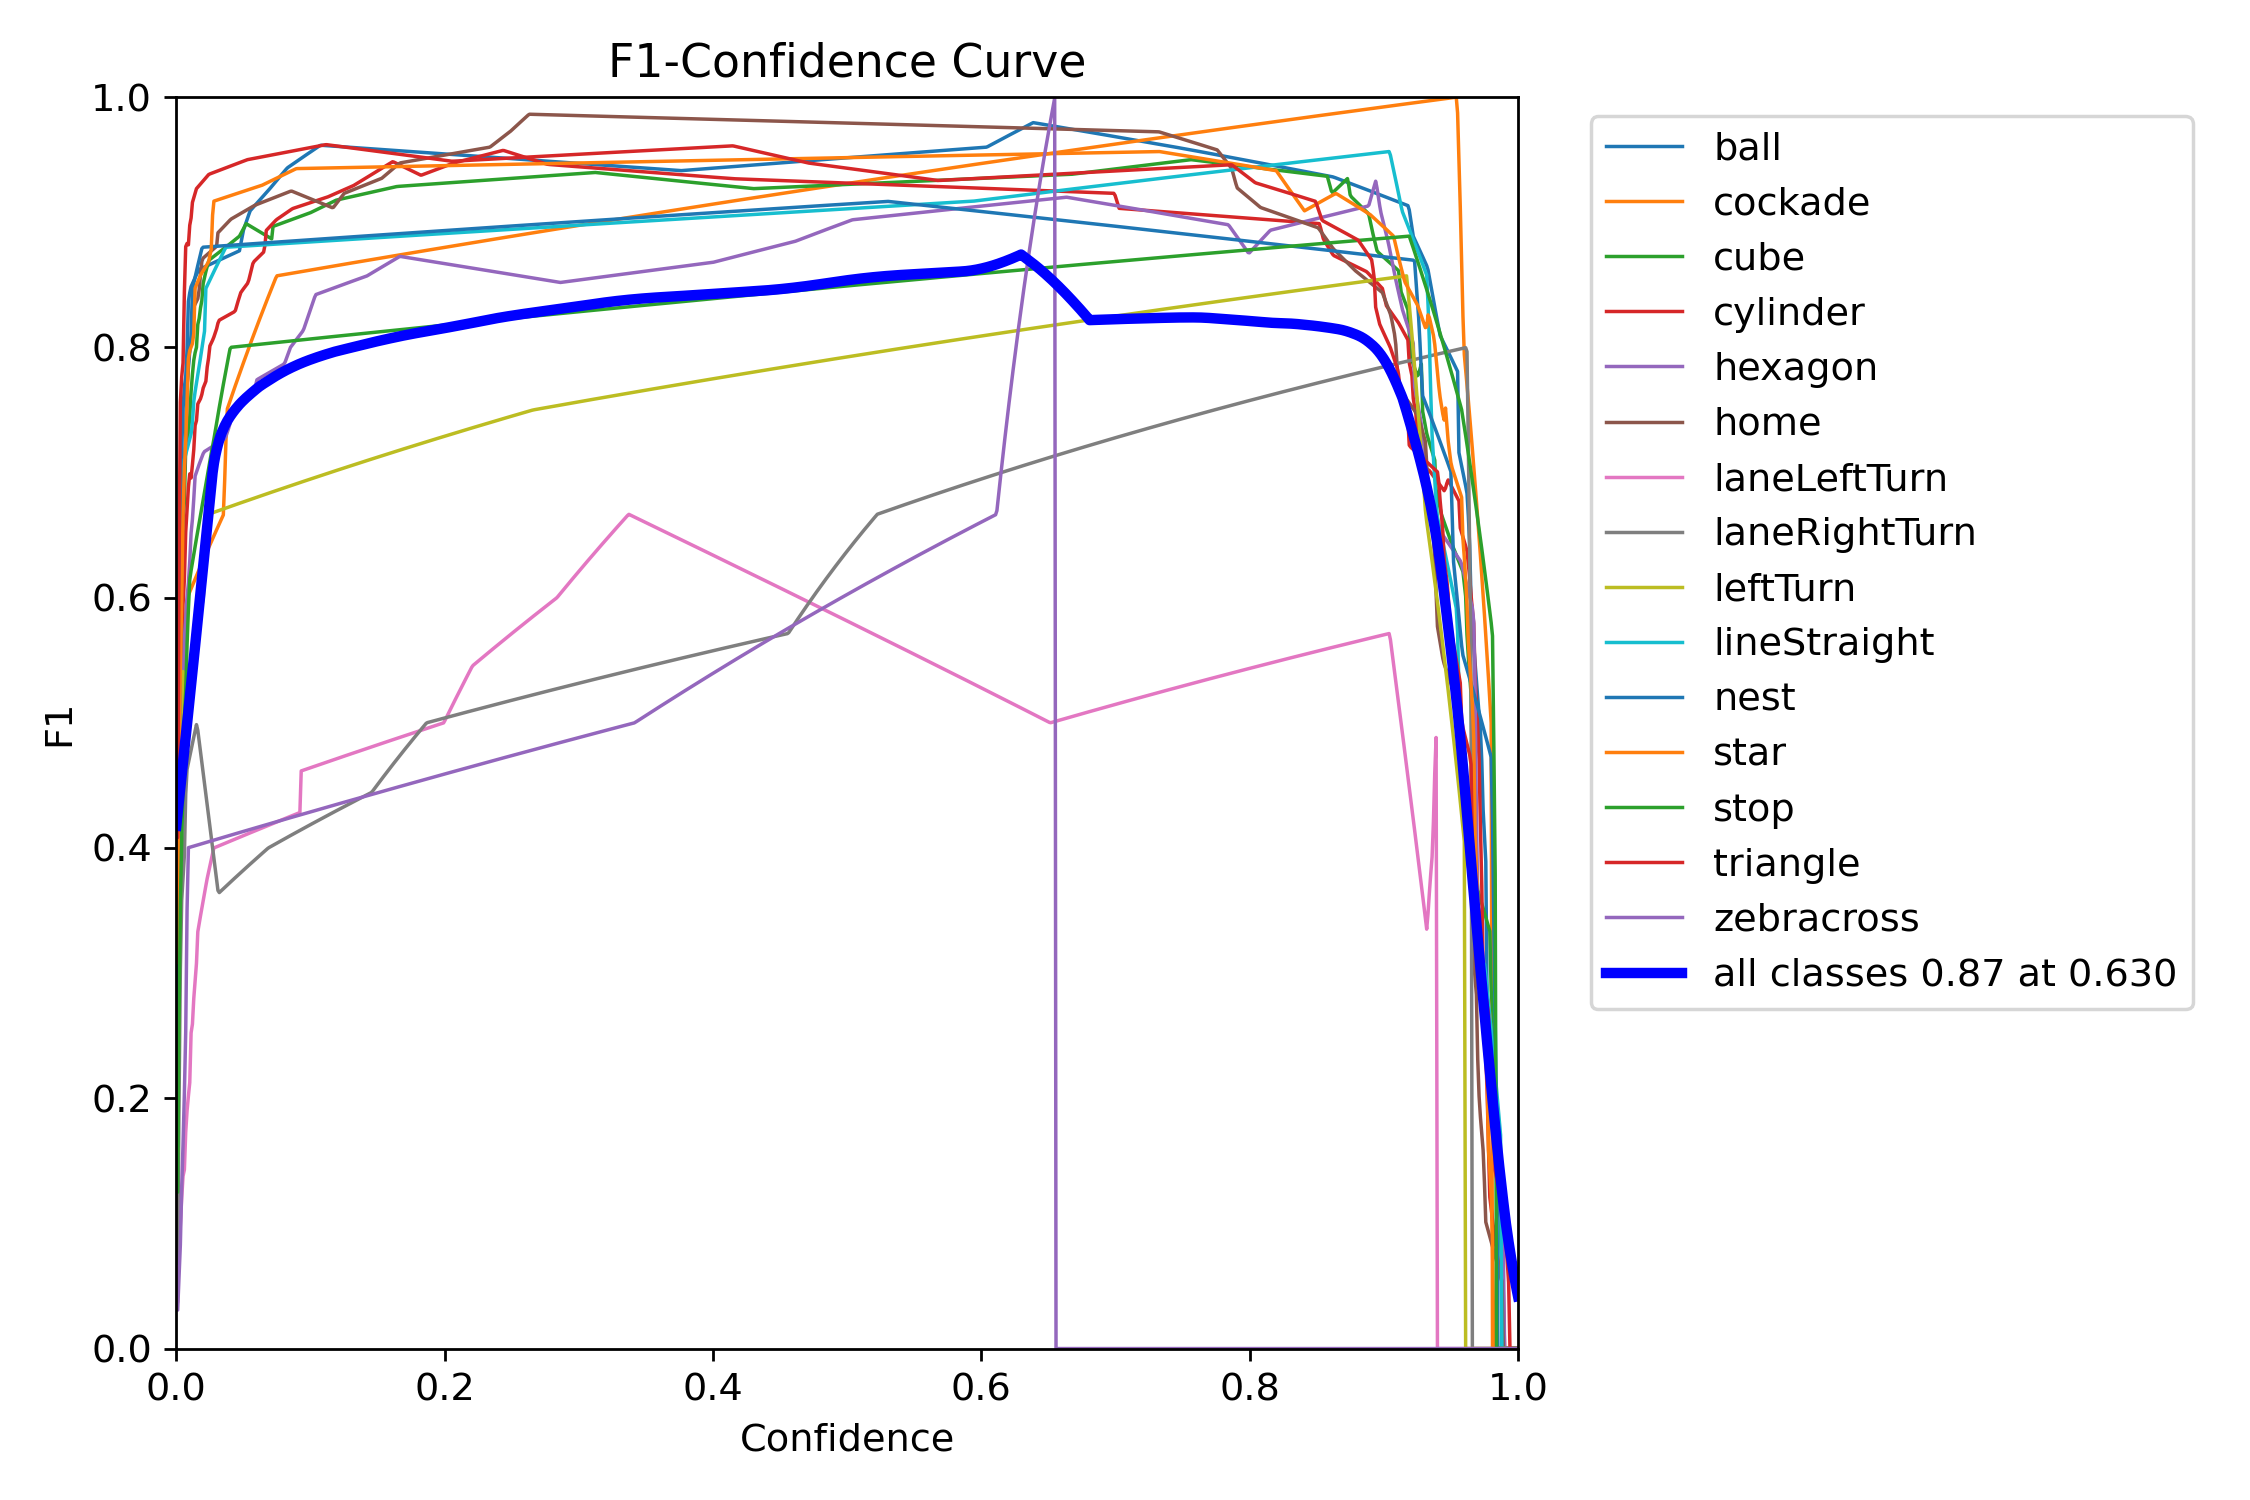 F1-Confidence Curve
1.0
0.8
0.6
0.4
0.2
0.0
F1
0.0 0.2 0.4 0.6 0.8 1.0
Confidence
ball
cockade
cube
cylinder
hexagon
home
laneLeftTurn
laneRightTurn
leftTurn
lineStraight
nest
star
stop
triangle
zebracross
all classes 0.87 at 0.630